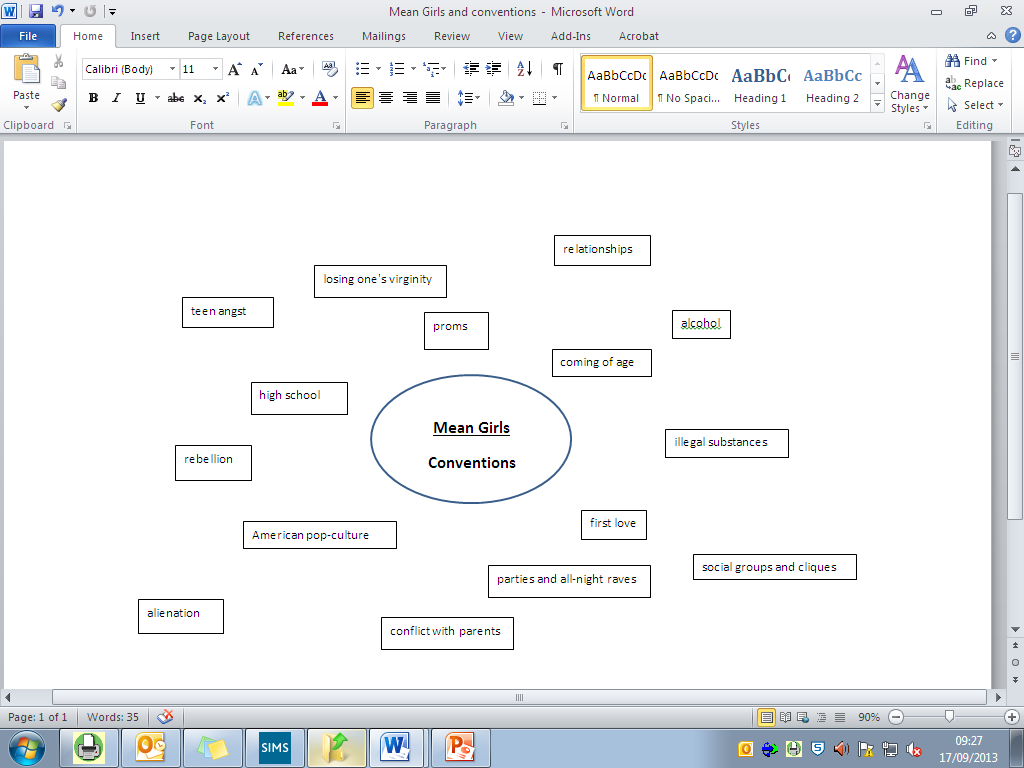 Mean Girls and conventions - Microsoft Word
File Home Insert Page Layout References Mailings Review View Add-Ins Acrobat
Paste
Calibri (Body) 11
Clipboard Font Paragraph Styles Editing
AaBbCcDc AaBbCcDc AaBbC AaBbCc
¶ Normal ¶ No Spaci... Heading 1 Heading 2
Change
Styles
Find
Replace
Select
relationships
losing one's virginity
teen angst
proms
alcohol
coming of age
high school
Mean Girls
Conventions
illegal substances
rebellion
first love
American pop-culture
social groups and cliques
parties and all-night raves
alienation
conflict with parents
Page: 1 of 1 Words: 35 90%
SIMS
09:27
17/09/2013